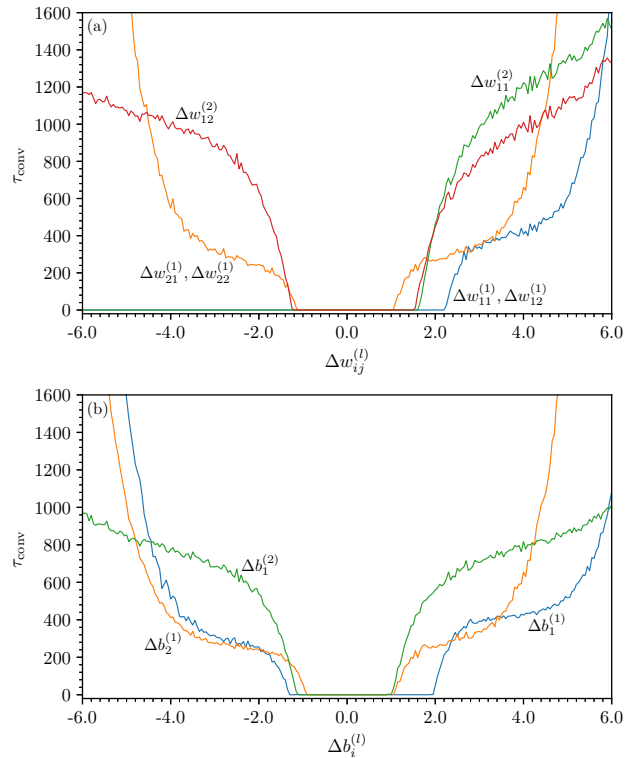 (a)
1600
1400
1200
1000
800
600
400
200
0
τ_conv
Δw_{12}^{(2)}
Δw_{11}^{(2)}
Δw_{21}^{(1)}, Δw_{22}^{(1)}
Δw_{11}^{(1)}, Δw_{12}^{(1)}
-6.0 -4.0 -2.0 0.0 2.0 4.0 6.0
Δw_{ij}^{(l)}
(b)
1600
1400
1200
1000
800
600
400
200
0
τ_conv
Δb_1^{(2)}
Δb_2^{(1)}
Δb_1^{(1)}
-6.0 -4.0 -2.0 0.0 2.0 4.0 6.0
Δb_i^{(l)}